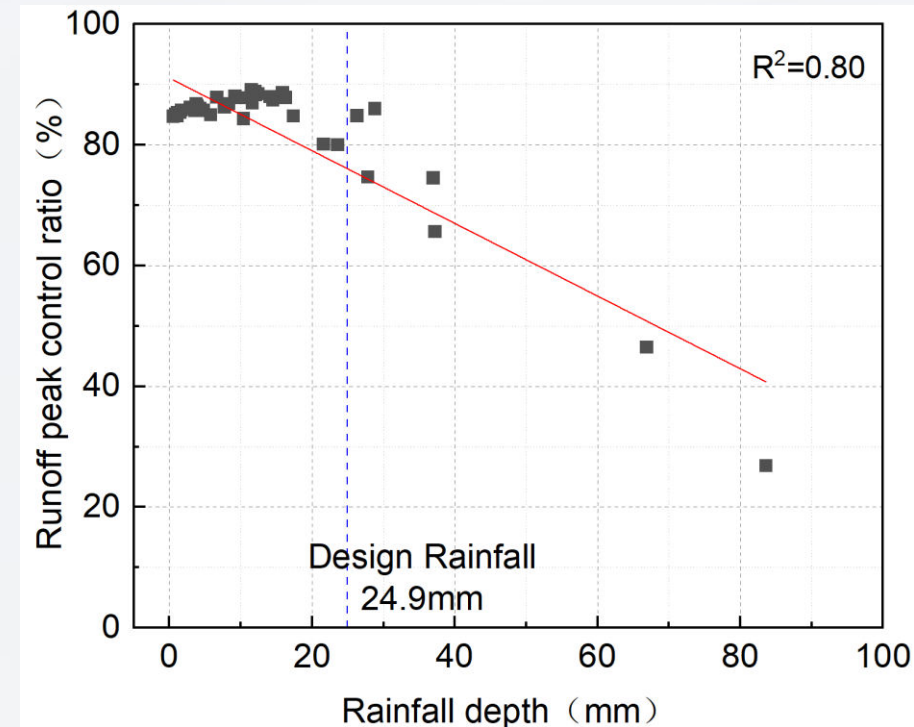 100
R²=0.80
80
60
40
20
0
Runoff peak control ratio（%）
Design Rainfall
24.9mm
0 20 40 60 80 100
Rainfall depth（mm）